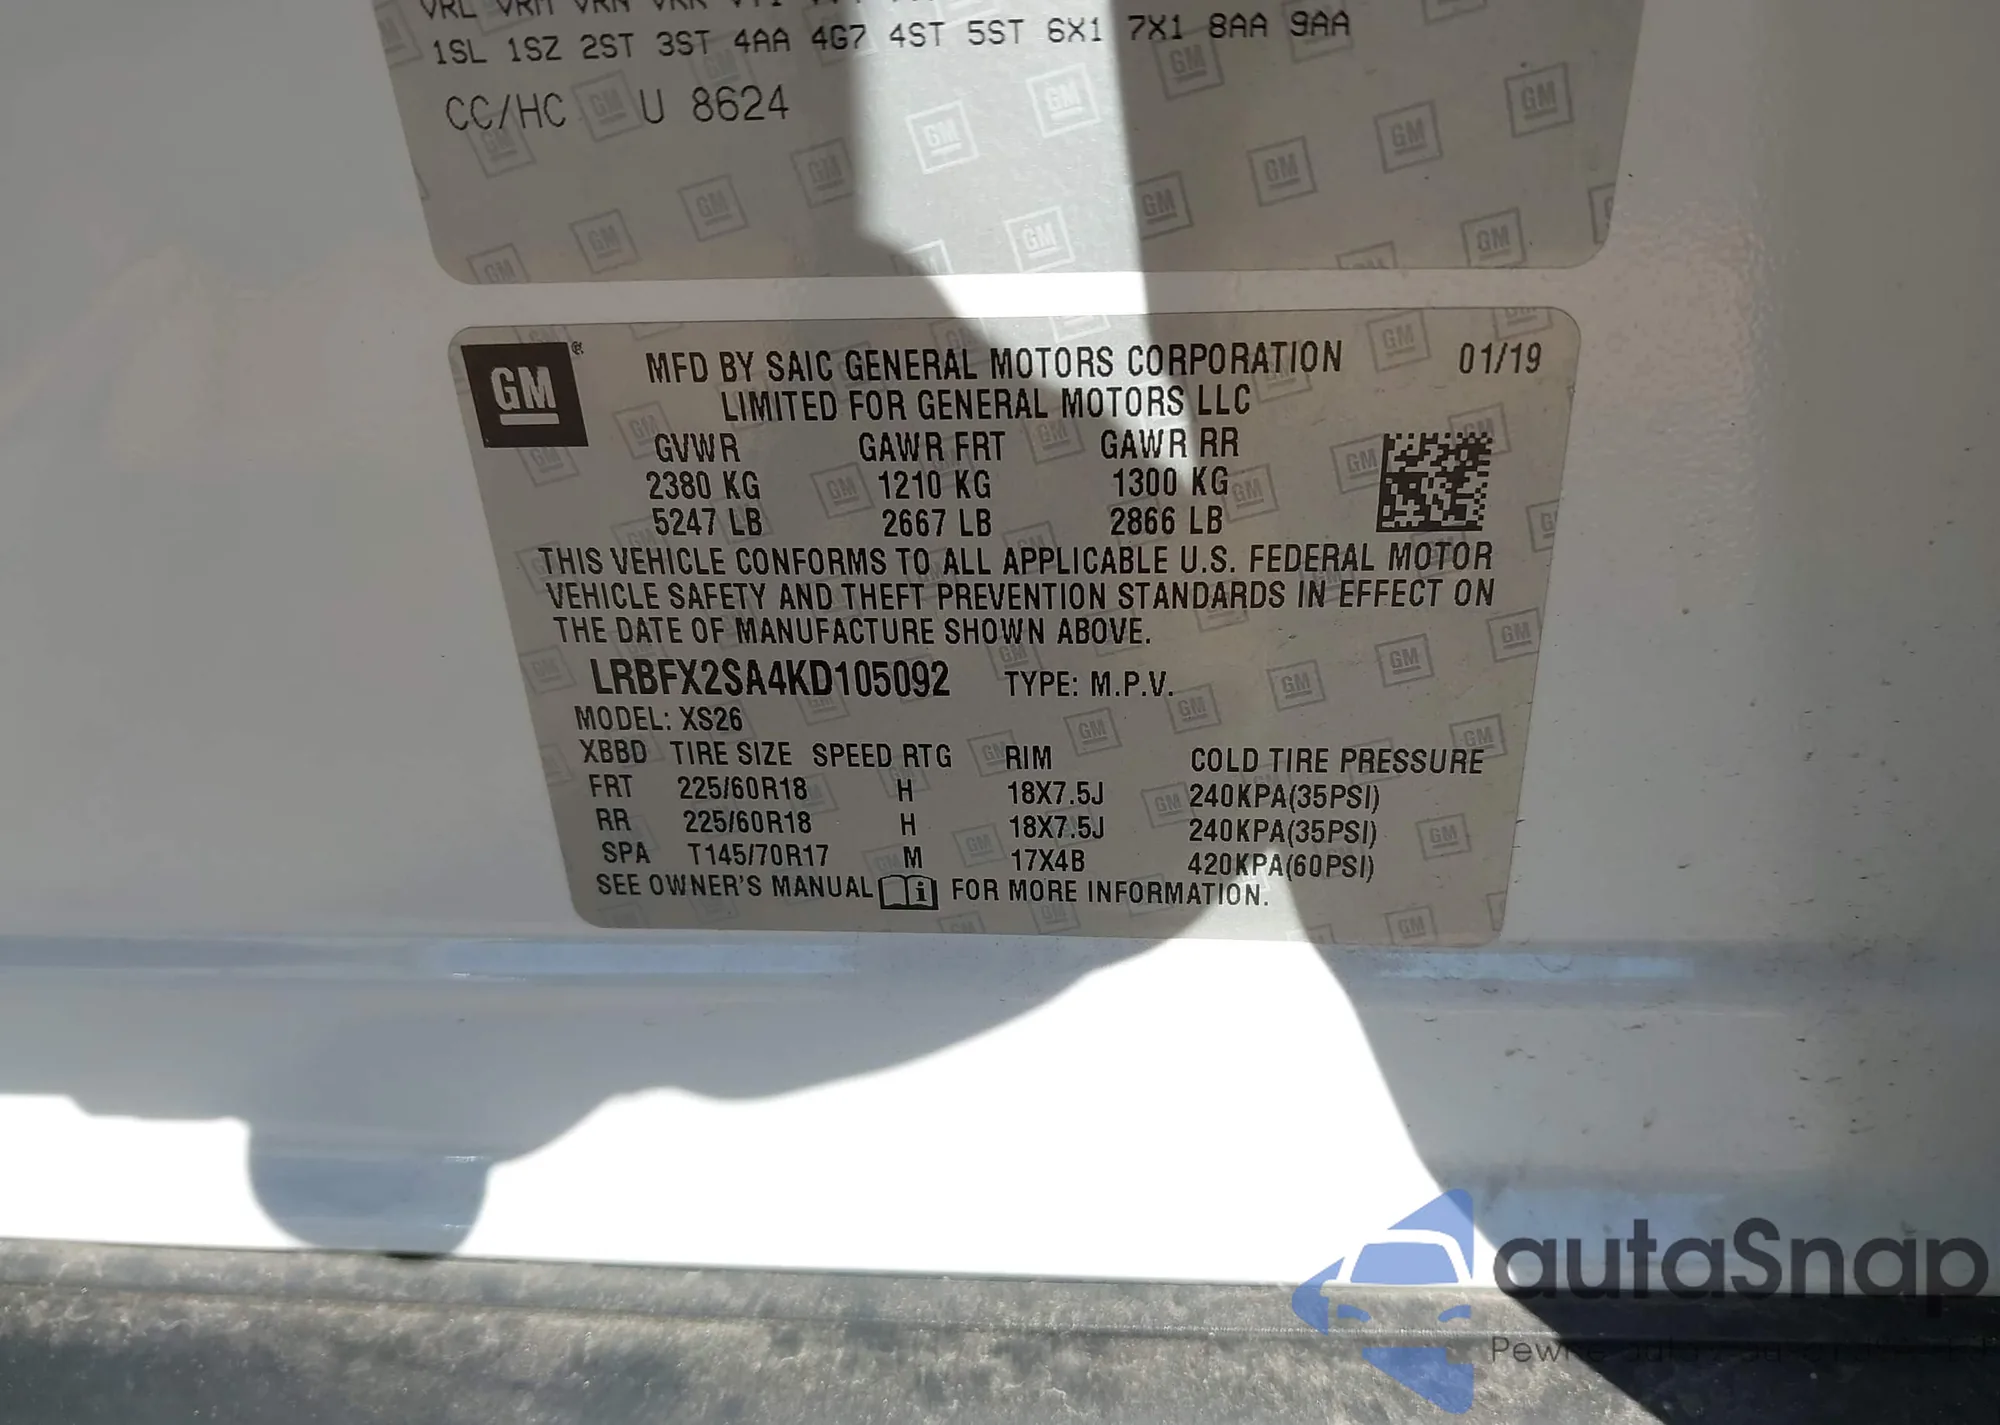 VRL VRM VRN
1SL 1SZ 2ST 3ST 4AA 4G7 4ST 5ST 6X1 7X1 8AA 9AA
CC/HC U 8624
GM
MFD BY SAIC GENERAL MOTORS CORPORATION 01/19
LIMITED FOR GENERAL MOTORS LLC
GVWR GAWR FRT GAWR RR
2380 KG 1210 KG 1300 KG
5247 LB 2667 LB 2866 LB
THIS VEHICLE CONFORMS TO ALL APPLICABLE U.S. FEDERAL MOTOR
VEHICLE SAFETY AND THEFT PREVENTION STANDARDS IN EFFECT ON
THE DATE OF MANUFACTURE SHOWN ABOVE.
LRBFX2SA4KD105092 TYPE: M.P.V.
MODEL: XS26
XBBD TIRE SIZE SPEED RTG RIM COLD TIRE PRESSURE
FRT 225/60R18 H 18X7.5J 240KPA(35PSI)
RR 225/60R18 H 18X7.5J 240KPA(35PSI)
SPA T145/70R17 M 17X4B 420KPA(60PSI)
SEE OWNER'S MANUAL i FOR MORE INFORMATION.
autaSnap